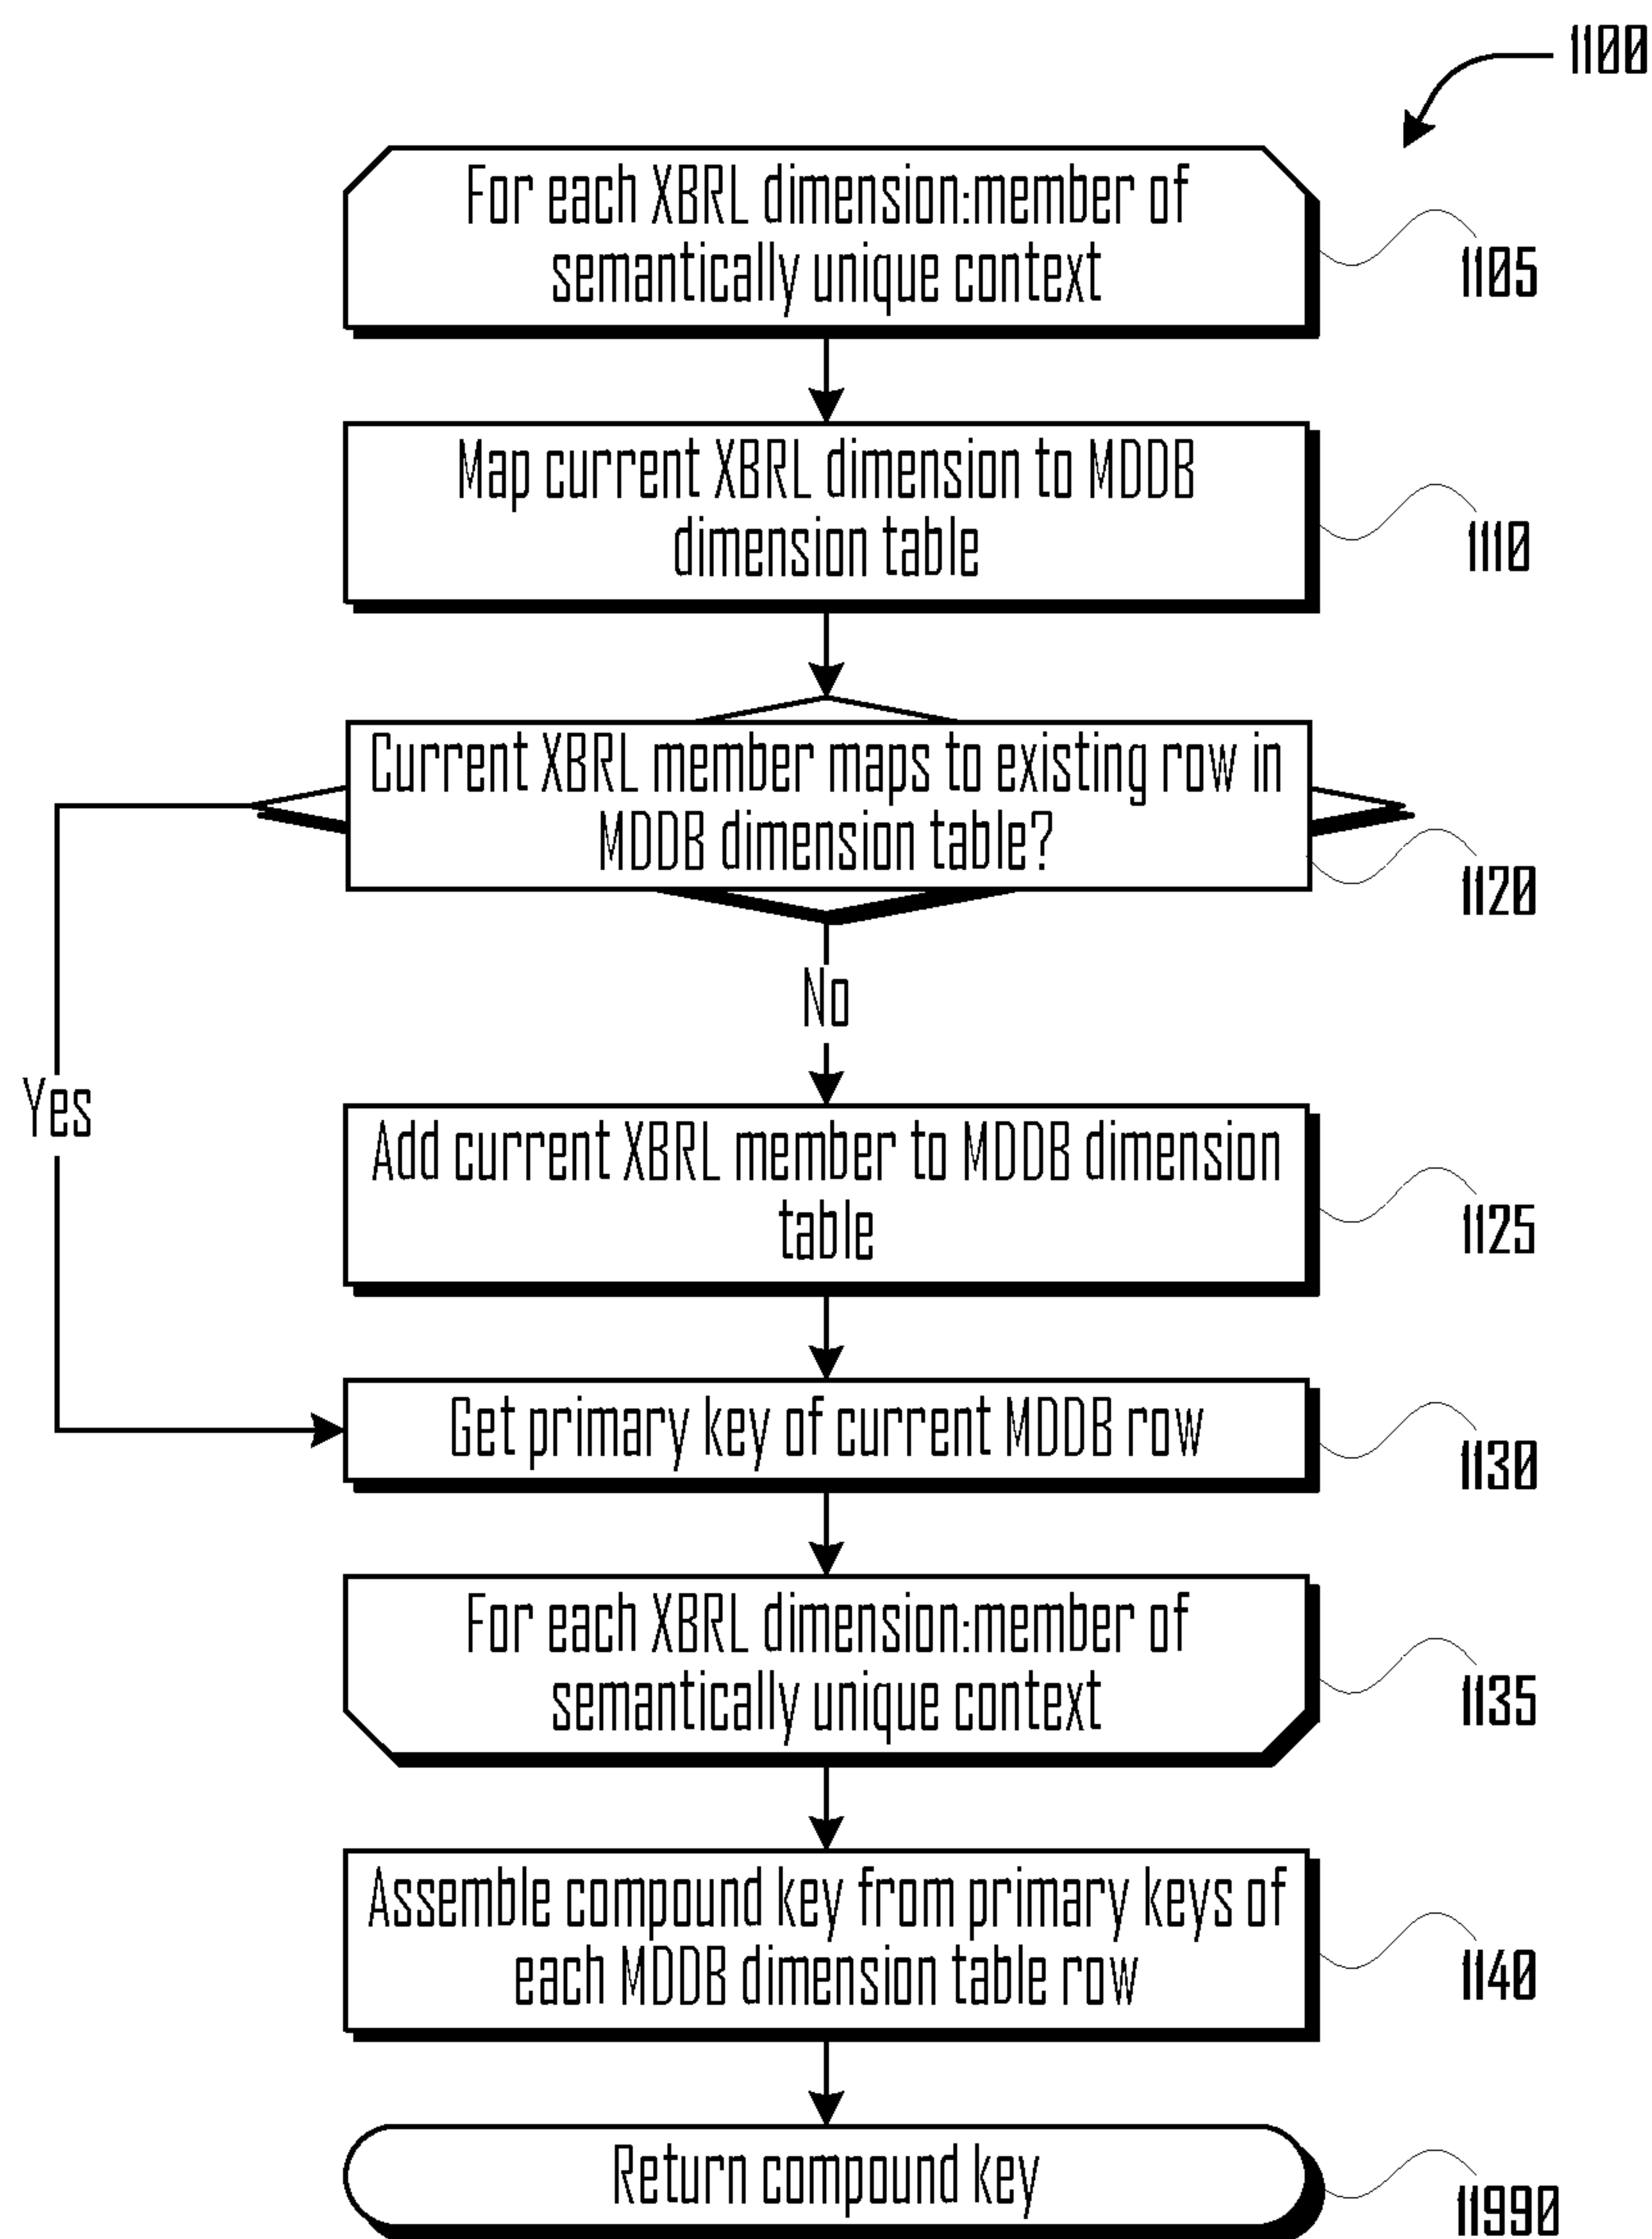 1100
For each XBRL dimension:member of
semantically unique context
1105
Map current XBRL dimension to MDDB
dimension table
1110
Current XBRL member maps to existing row in
MDDB dimension table?
1120
No
Yes
Add current XBRL member to MDDB dimension
table
1125
Get primary key of current MDDB row
1130
For each XBRL dimension:member of
semantically unique context
1135
Assemble compound key from primary keys of
each MDDB dimension table row
1140
Return compound key
11990